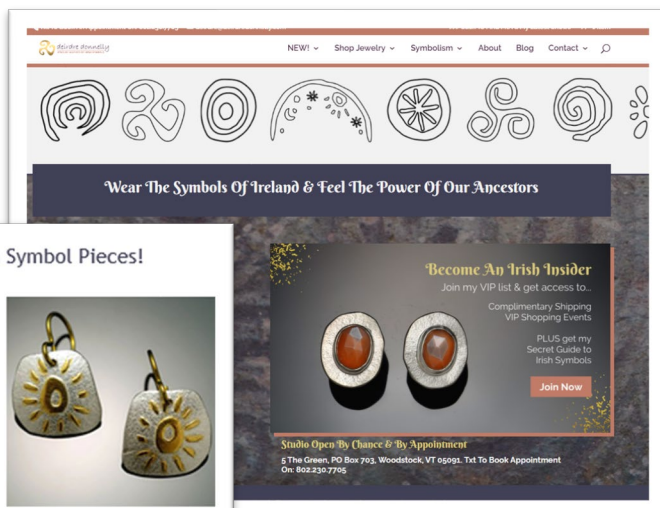 deirdre donnelly
NEW!
Shop Jewelry
Symbolism
About
Blog
Contact
Wear The Symbols Of Ireland & Feel The Power Of Our Ancestors
Symbol Pieces!
Become An Irish Insider
Join my VIP list & get access to...
Complimentary Shipping
VIP Shopping Events
PLUS get my
Secret Guide to
Irish Symbols
Join Now
Studio Open By Chance & By Appointment
5 The Green, PO Box 703, Woodstock, VT 05091. Txt To Book Appointment
On: 802.230.7705